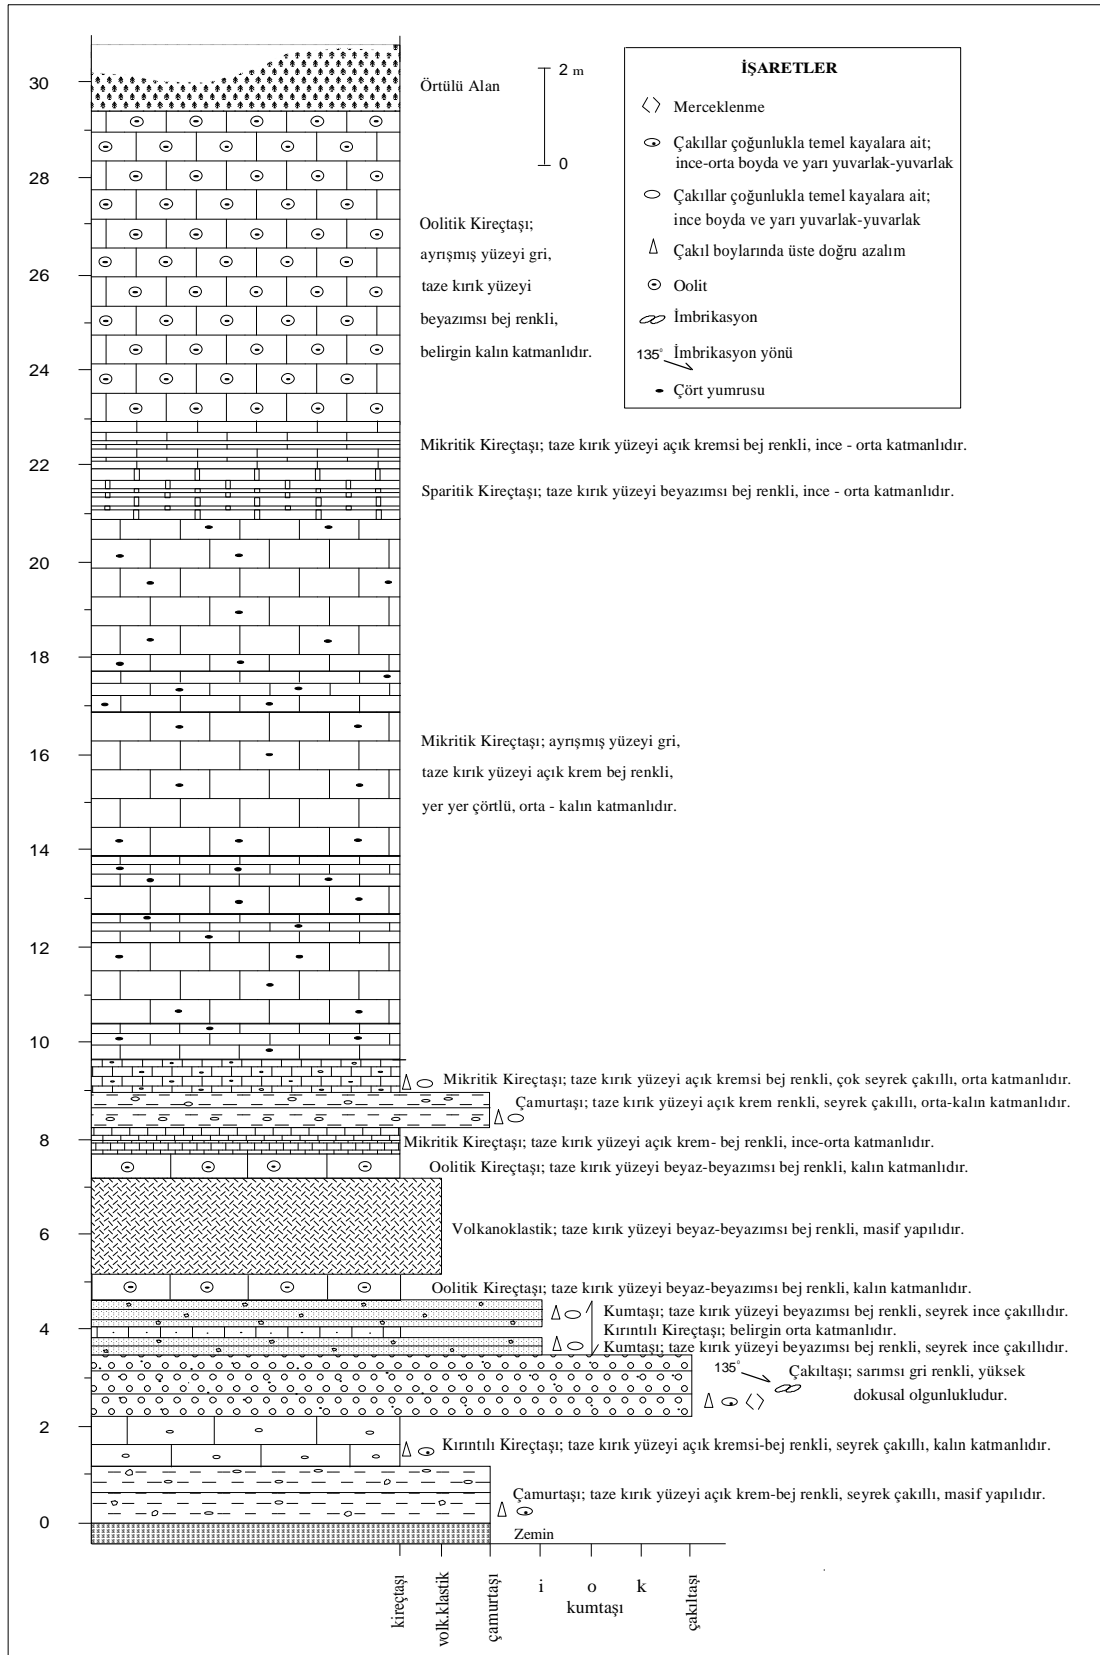 30
28
26
24
22
20
18
16
14
12
10
8
6
4
2
0
2 m
0
Örtülü Alan
Oolitik Kireçtaşı;
ayrışmış yüzeyi gri,
taze kırık yüzeyi
beyazımsı bej renkli,
belirgin kalın katmanlıdır.
İŞARETLER
Merceklenme
Çakıllar çoğunlukla temel kayalara ait;
ince-orta boyda ve yarı yuvarlak-yuvarlak
Çakıllar çoğunlukla temel kayalara ait;
ince boyda ve yarı yuvarlak-yuvarlak
Çakıl boylarında üste doğru azalım
Oolit
İmbrikasyon
135° İmbrikasyon yönü
Çört yumrusu
Mikritik Kireçtaşı; taze kırık yüzeyi açık kremsi bej renkli, ince - orta katmanlıdır.
Sparitik Kireçtaşı; taze kırık yüzeyi beyazımsı bej renkli, ince - orta katmanlıdır.
Mikritik Kireçtaşı; ayrışmış yüzeyi gri,
taze kırık yüzeyi açık krem bej renkli,
yer yer çörtlü, orta - kalın katmanlıdır.
Mikritik Kireçtaşı; taze kırık yüzeyi açık kremsi bej renkli, çok seyrek çakıllı, orta katmanlıdır.
Çamurtaşı; taze kırık yüzeyi açık krem renkli, seyrek çakıllı, orta-kalın katmanlıdır.
Mikritik Kireçtaşı; taze kırık yüzeyi açık krem- bej renkli, ince-orta katmanlıdır.
Oolitik Kireçtaşı; taze kırık yüzeyi beyaz-beyazımsı bej renkli, kalın katmanlıdır.
Volkanoklastik; taze kırık yüzeyi beyaz-beyazımsı bej renkli, masif yapılıdır.
Oolitik Kireçtaşı; taze kırık yüzeyi beyaz-beyazımsı bej renkli, kalın katmanlıdır.
Kumtaşı; taze kırık yüzeyi beyazımsı bej renkli, seyrek ince çakıllıdır.
Kırıntılı Kireçtaşı; belirgin orta katmanlıdır.
Kumtaşı; taze kırık yüzeyi beyazımsı bej renkli, seyrek ince çakıllıdır.
135° Çakıltaşı; sarımsı gri renkli, yüksek
dokusal olgunlukludur.
Kırıntılı Kireçtaşı; taze kırık yüzeyi açık kremsi-bej renkli, seyrek çakıllı, kalın katmanlıdır.
Çamurtaşı; taze kırık yüzeyi açık krem-bej renkli, seyrek çakıllı, masif yapılıdır.
Zemin
kireçtaşı
volk.klastik
çamurtaşı
i o k
kumtaşı
çakıltaşı